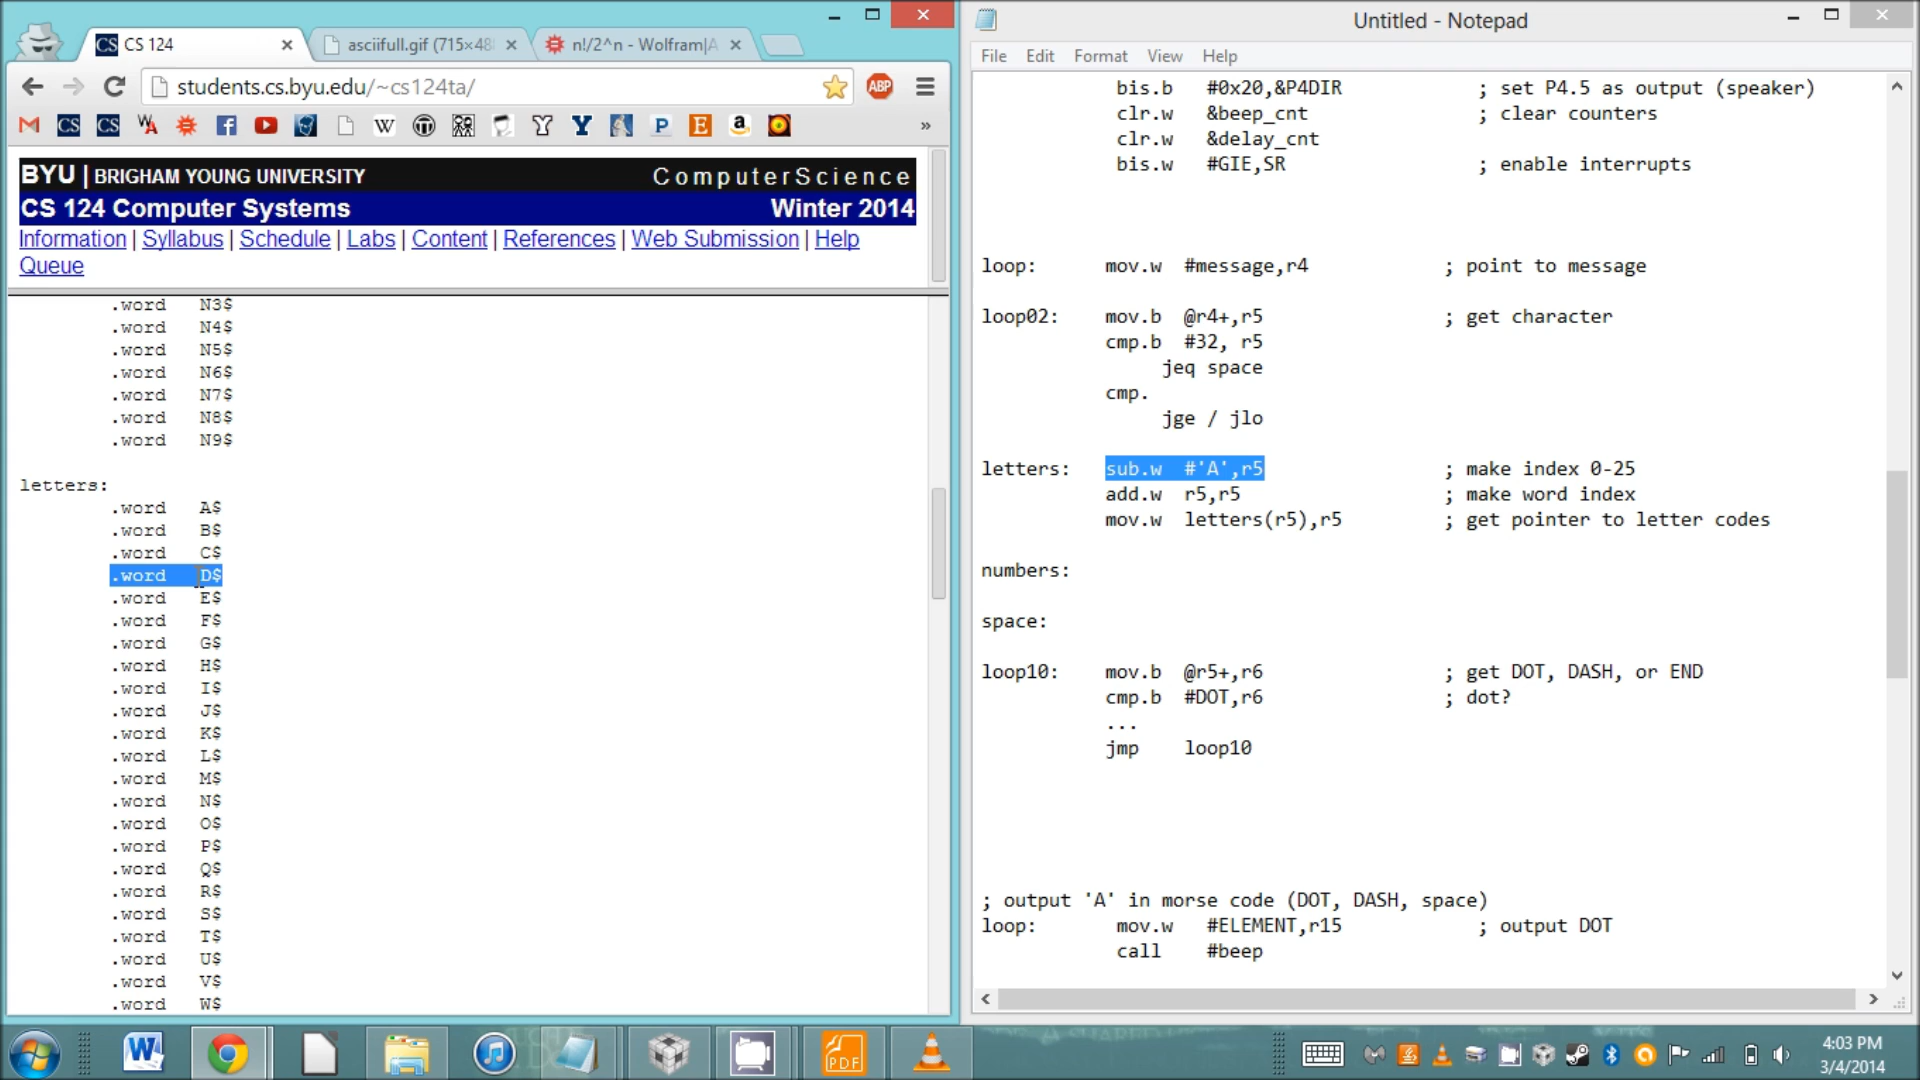 CS 124
asciifull.gif (715×48
n!/2^n - Wolfram|A
students.cs.byu.edu/~cs124ta/
ABP
BYU | BRIGHAM YOUNG UNIVERSITY
ComputerScience
CS 124 Computer Systems
Winter 2014
Information | Syllabus | Schedule | Labs | Content | References | Web Submission | Help
Queue
.word N3$
.word N4$
.word N5$
.word N6$
.word N7$
.word N8$
.word N9$
letters:
.word A$
.word B$
.word C$
.word D$
.word E$
.word F$
.word G$
.word H$
.word I$
.word J$
.word K$
.word L$
.word M$
.word N$
.word O$
.word P$
.word Q$
.word R$
.word S$
.word T$
.word U$
.word V$
.word W$
Untitled - Notepad
File Edit Format View Help
bis.b #0x20,&P4DIR ; set P4.5 as output (speaker)
clr.w &beep_cnt ; clear counters
clr.w &delay_cnt
bis.w #GIE,SR ; enable interrupts
loop: mov.w #message,r4 ; point to message
loop02: mov.b @r4+,r5 ; get character
cmp.b #32, r5
jeq space
cmp.
jge / jlo
letters: sub.w #'A',r5 ; make index 0-25
add.w r5,r5 ; make word index
mov.w letters(r5),r5 ; get pointer to letter codes
numbers:
space:
loop10: mov.b @r5+,r6 ; get DOT, DASH, or END
cmp.b #DOT,r6 ; dot?
...
jmp loop10
; output 'A' in morse code (DOT, DASH, space)
loop: mov.w #ELEMENT,r15 ; output DOT
call #beep
PDF
4:03 PM
3/4/2014